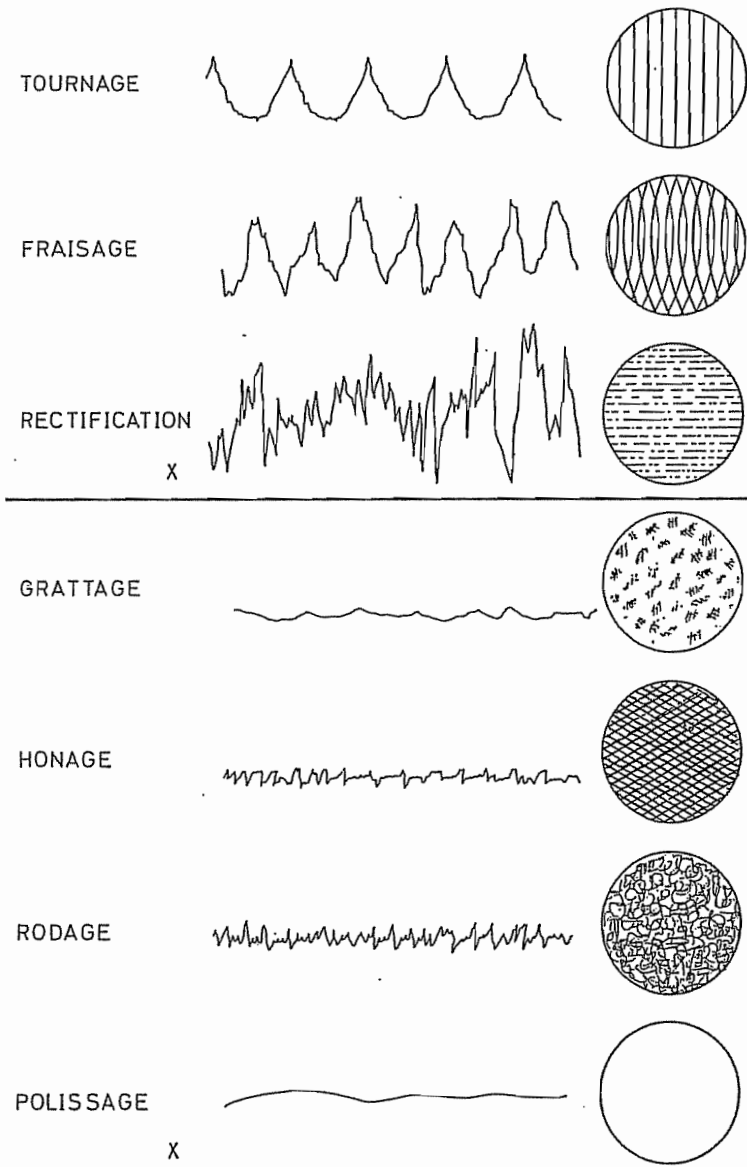 TOURNAGE
FRAISAGE
RECTIFICATION
X
GRATTAGE
HONAGE
RODAGE
POLISSAGE
X